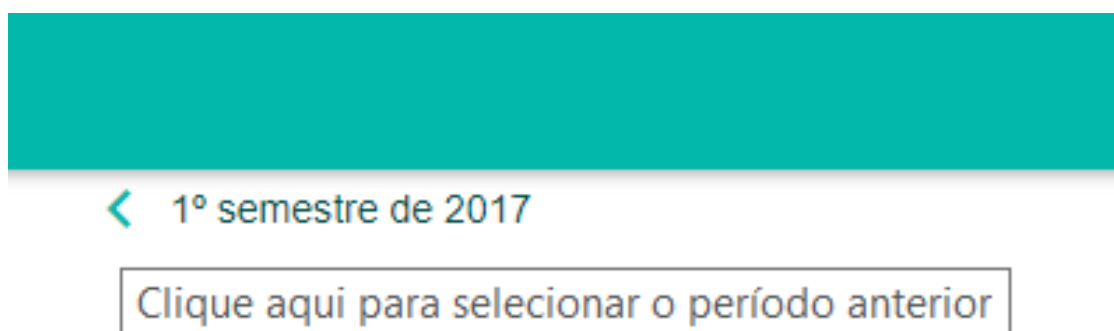 1º semestre de 2017
Clique aqui para selecionar o período anterior